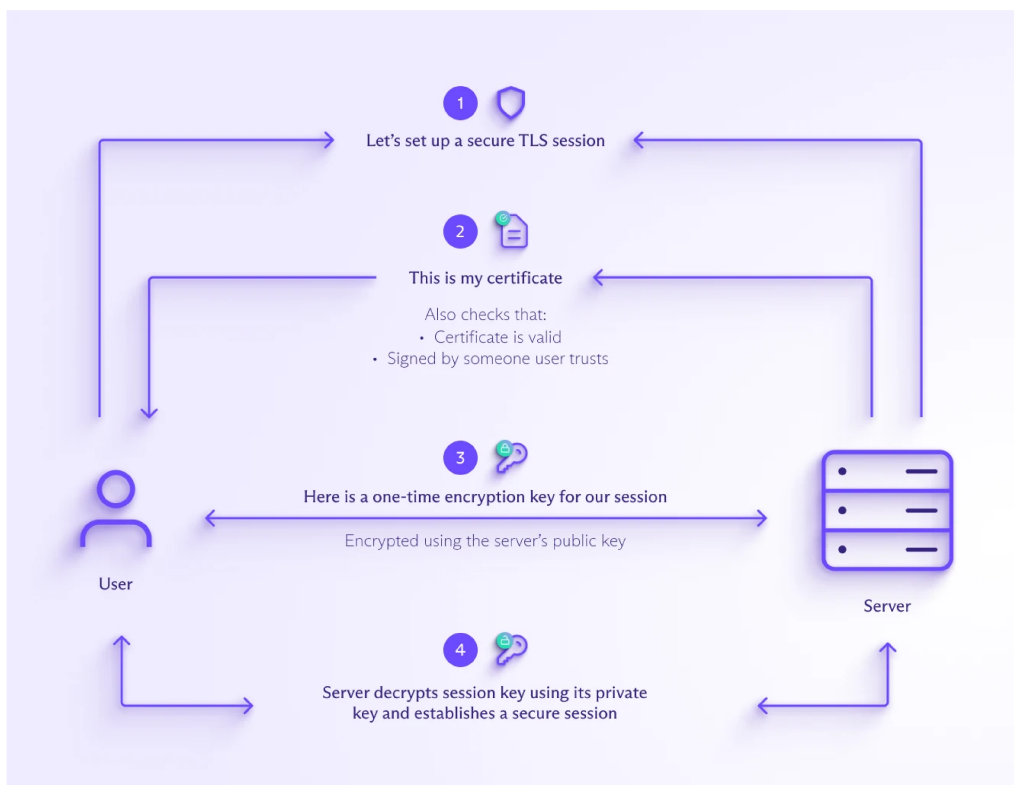 1
Let's set up a secure TLS session
2
This is my certificate
Also checks that:
• Certificate is valid
• Signed by someone user trusts
3
Here is a one-time encryption key for our session
Encrypted using the server's public key
User
Server
4
Server decrypts session key using its private
key and establishes a secure session